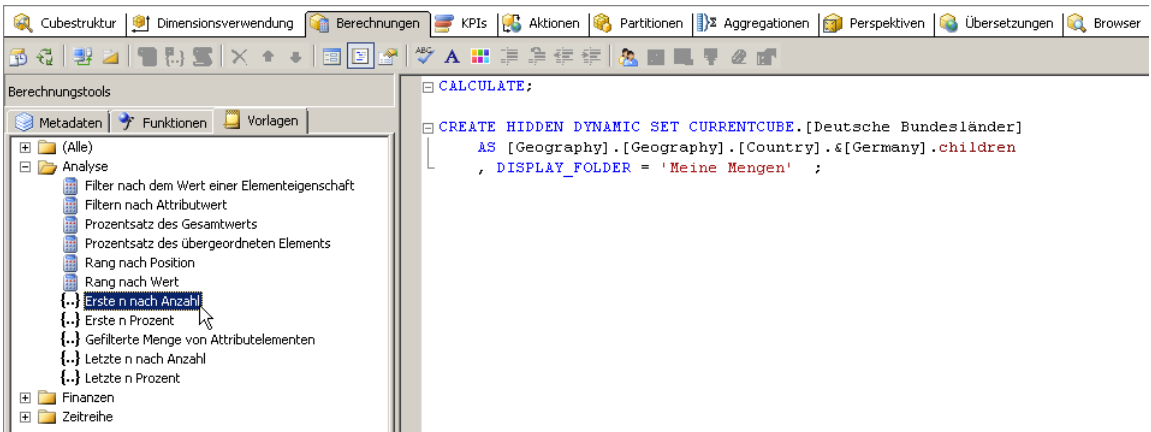 Cubestruktur Dimensionsverwendung Berechnungen KPIs Aktionen Partitionen Aggregationen Perspektiven Übersetzungen Browser
ABC A
Berechnungstools
Metadaten Funktionen Vorlagen
(Alle)
Analyse
Filter nach dem Wert einer Elementeigenschaft
Filtern nach Attributwert
Prozentsatz des Gesamtwerts
Prozentsatz des übergeordneten Elements
Rang nach Position
Rang nach Wert
{..} Erste n nach Anzahl
{..} Erste n Prozent
{..} Gefilterte Menge von Attributelementen
{..} Letzte n nach Anzahl
{..} Letzte n Prozent
Finanzen
Zeitreihe
CALCULATE;
CREATE HIDDEN DYNAMIC SET CURRENTCUBE.[Deutsche Bundesländer]
AS [Geography].[Geography].[Country].&[Germany].children
, DISPLAY_FOLDER = 'Meine Mengen' ;